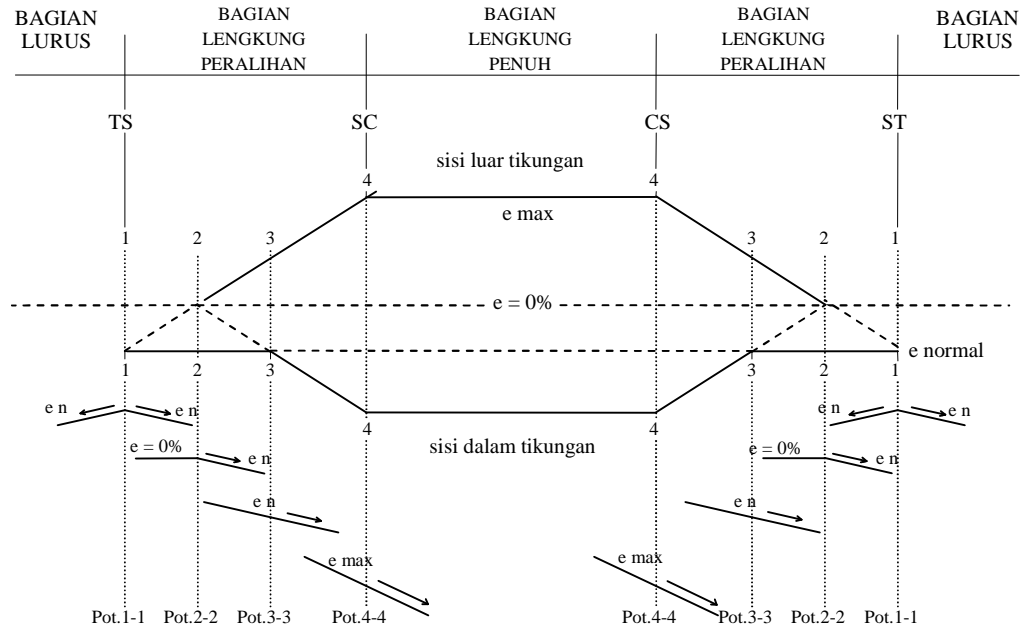 BAGIAN
LURUS
BAGIAN
LENGKUNG
PERALIHAN
BAGIAN
LENGKUNG
PENUH
BAGIAN
LENGKUNG
PERALIHAN
BAGIAN
LURUS
TS
SC
CS
ST
sisi luar tikungan
4
4
e max
1
2
3
3
2
1
e = 0%
e normal
1
2
3
3
2
1
e n
e n
e n
e n
4
4
sisi dalam tikungan
e = 0%
e n
e = 0%
e n
e n
e n
e max
e max
Pot.1-1
Pot.2-2
Pot.3-3
Pot.4-4
Pot.4-4
Pot.3-3
Pot.2-2
Pot.1-1